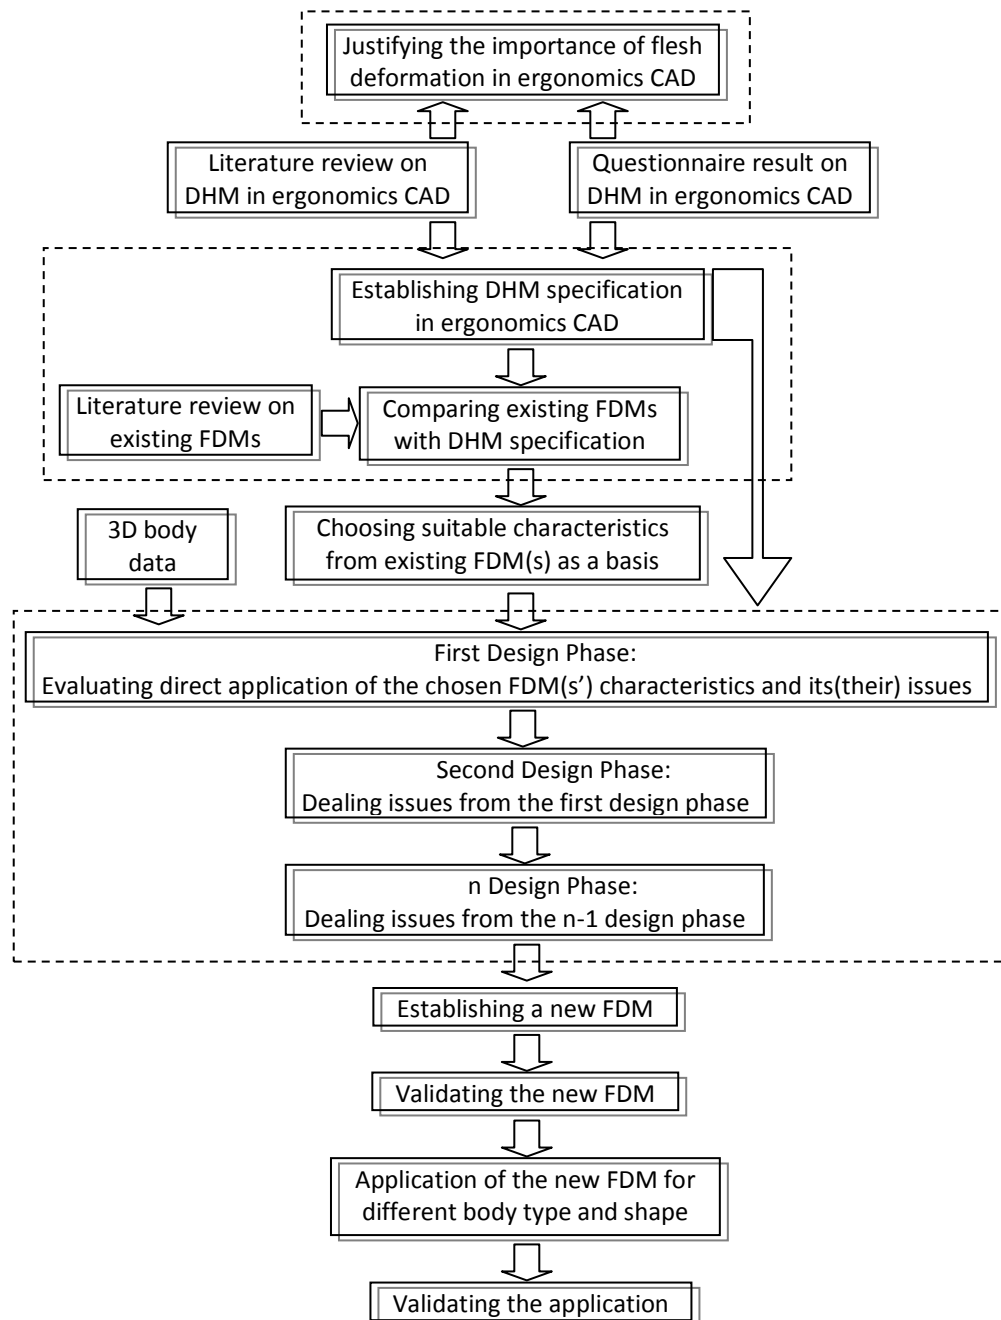 Justifying the importance of flesh
deformation in ergonomics CAD
Literature review on
DHM in ergonomics CAD
Questionnaire result on
DHM in ergonomics CAD
Establishing DHM specification
in ergonomics CAD
Literature review on
existing FDMs
Comparing existing FDMs
with DHM specification
3D body
data
Choosing suitable characteristics
from existing FDM(s) as a basis
First Design Phase:
Evaluating direct application of the chosen FDM(s’) characteristics and its(their) issues
Second Design Phase:
Dealing issues from the first design phase
n Design Phase:
Dealing issues from the n-1 design phase
Establishing a new FDM
Validating the new FDM
Application of the new FDM for
different body type and shape
Validating the application